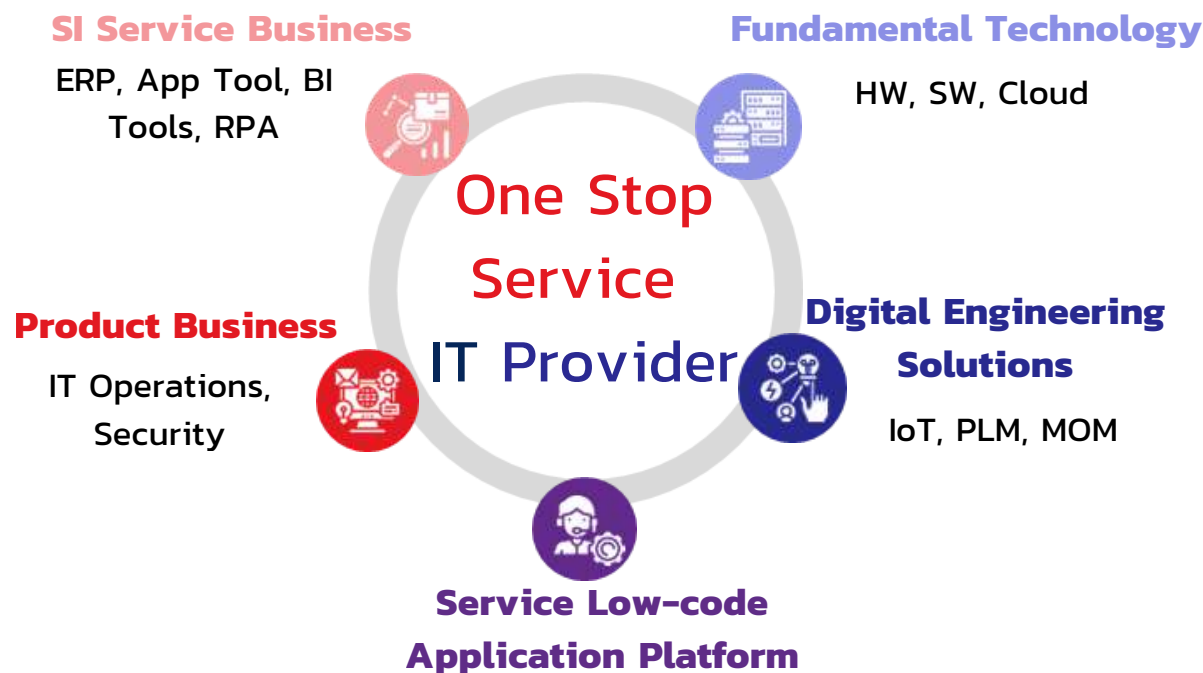 SI Service Business
ERP, App Tool, BI
Tools, RPA
Fundamental Technology
HW, SW, Cloud
One Stop
Service
IT Provider
Product Business
IT Operations,
Security
Digital Engineering
Solutions
IoT, PLM, MOM
Service Low-code
Application Platform